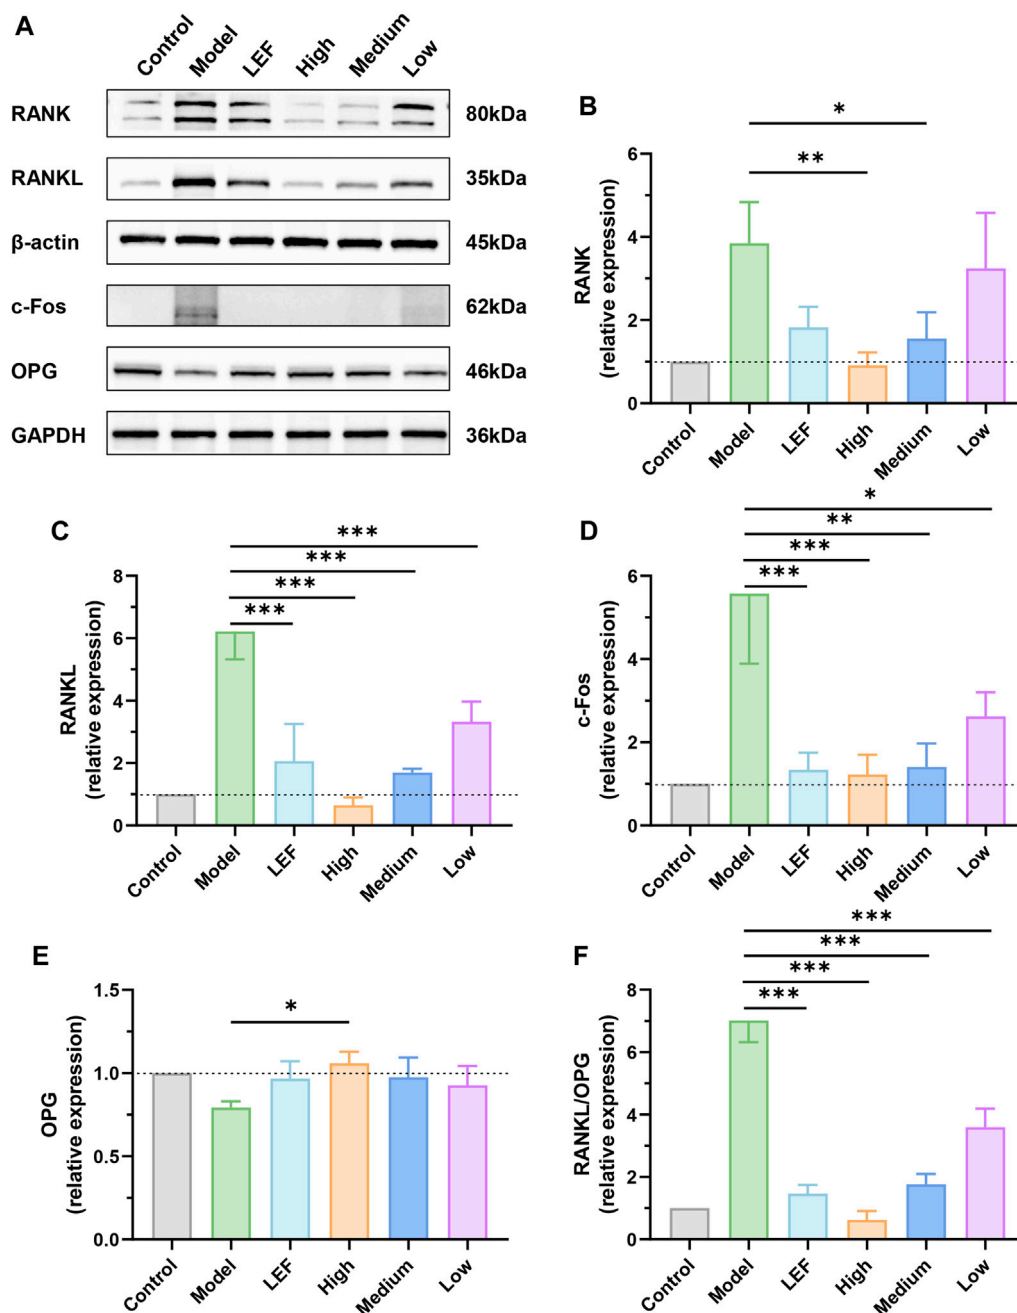 A
Control Model LEF High Medium Low
RANK 80kDa
RANKL 35kDa
β-actin 45kDa
c-Fos 62kDa
OPG 46kDa
GAPDH 36kDa
B
*
**
RANK
(relative expression)
6
4
2
0
Control Model LEF High Medium Low
C
***
***
***
***
RANKL
(relative expression)
8
6
4
2
0
Control Model LEF High Medium Low
D
*
**
***
***
c-Fos
(relative expression)
6
4
2
0
Control Model LEF High Medium Low
E
*
OPG
(relative expression)
1.5
1.0
0.5
0.0
Control Model LEF High Medium Low
F
***
***
***
***
RANKL/OPG
(relative expression)
8
6
4
2
0
Control Model LEF High Medium Low